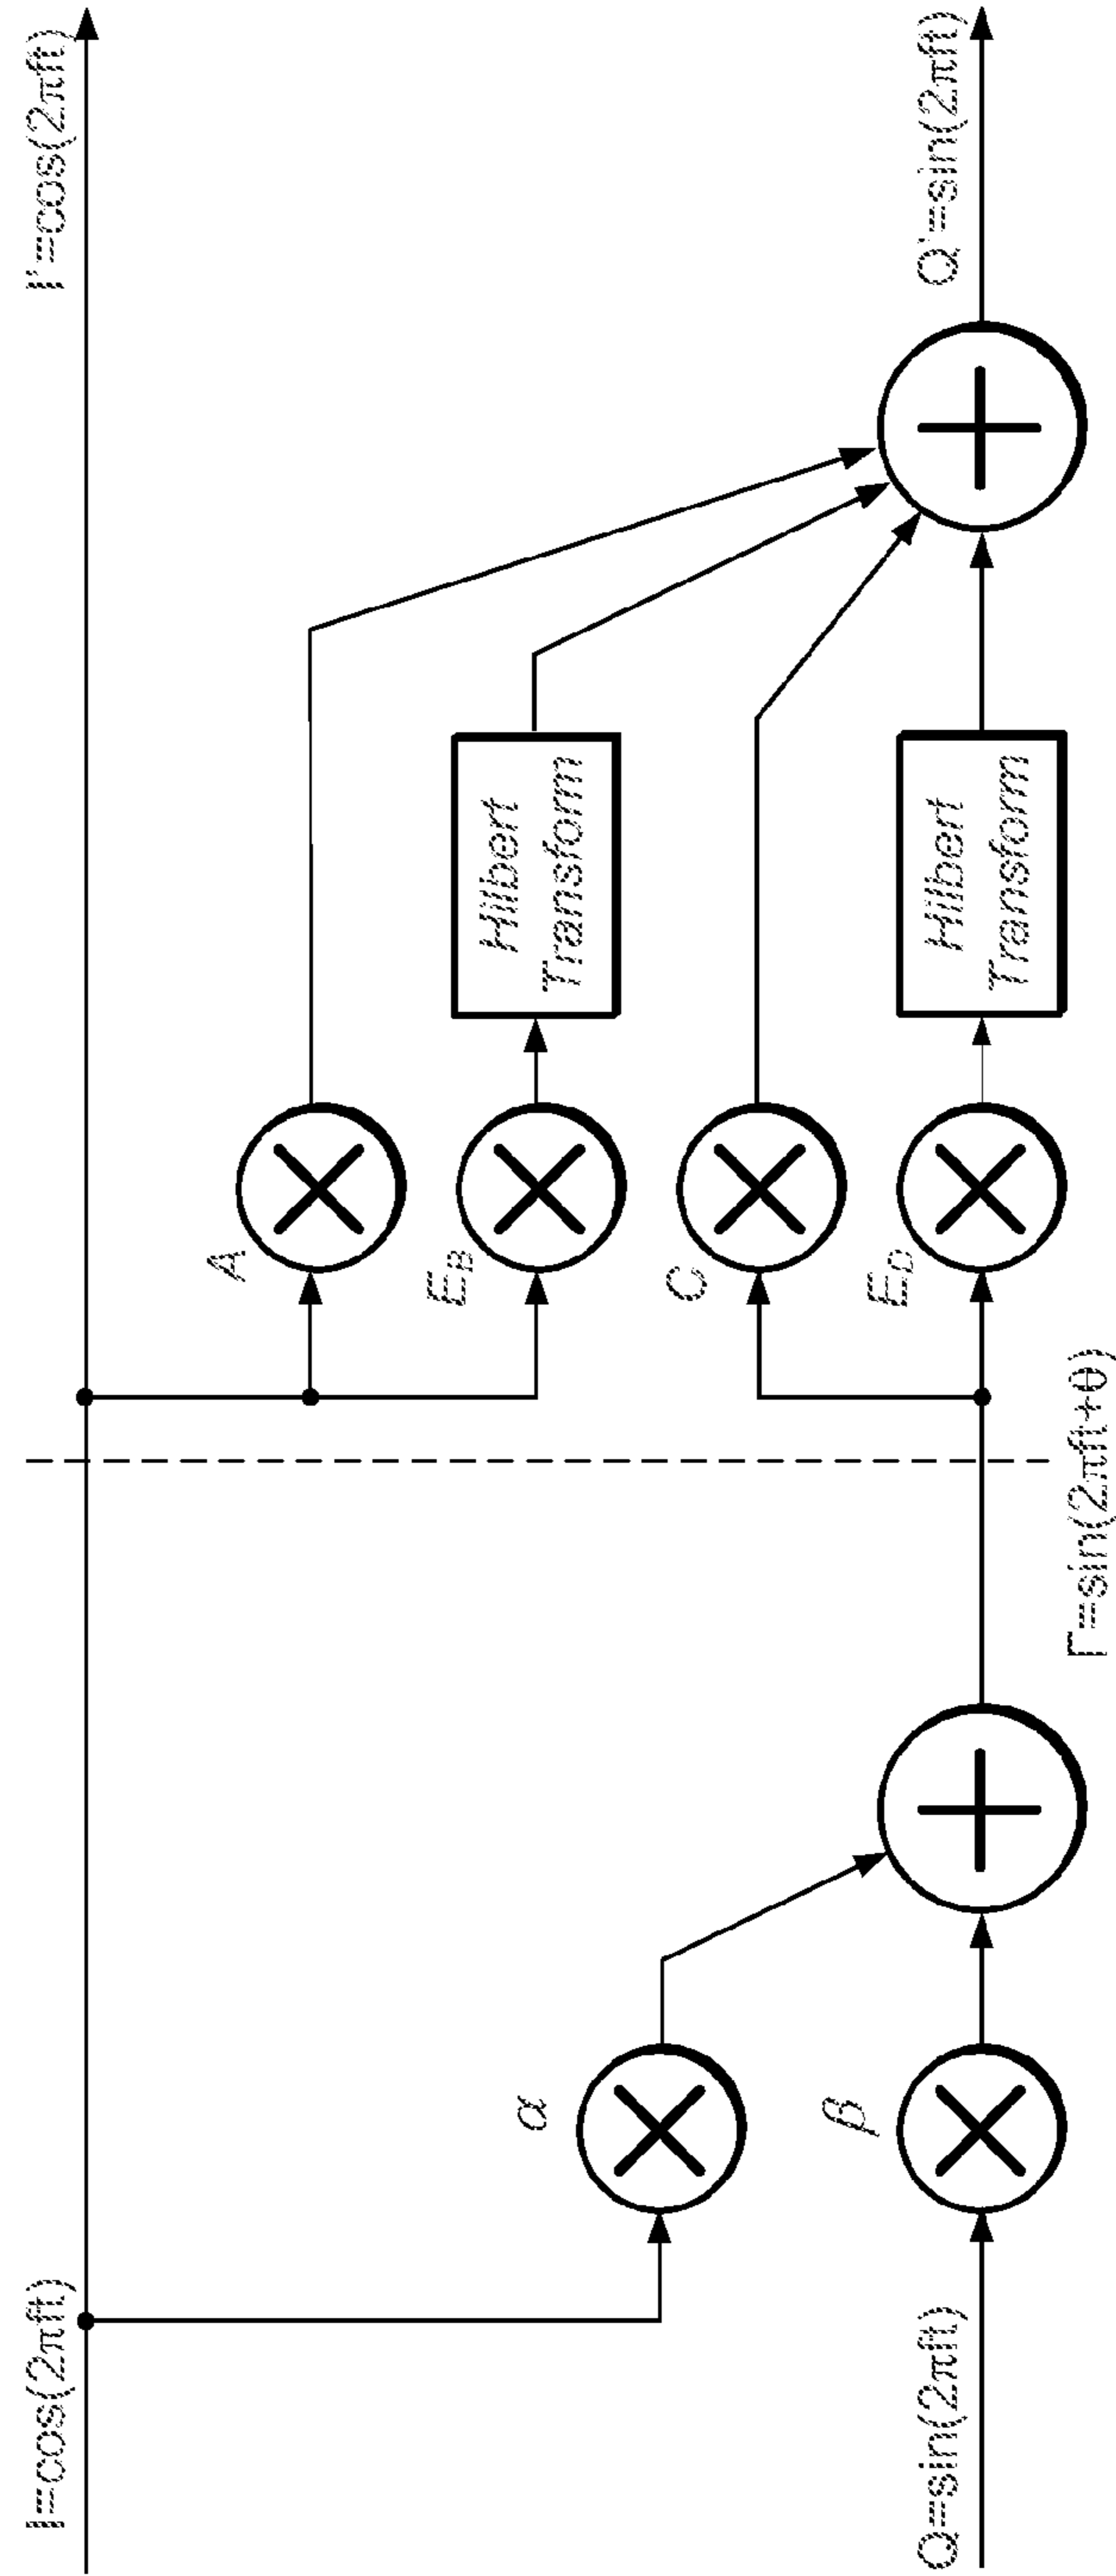 I=cos(2πft)
I'=cos(2πft)
α
A
E_B
Hilbert
Transform
C
β
Q=sin(2πft)
Γ=sin(2πft+θ)
E_D
Hilbert
Transform
Q'=sin(2πft)